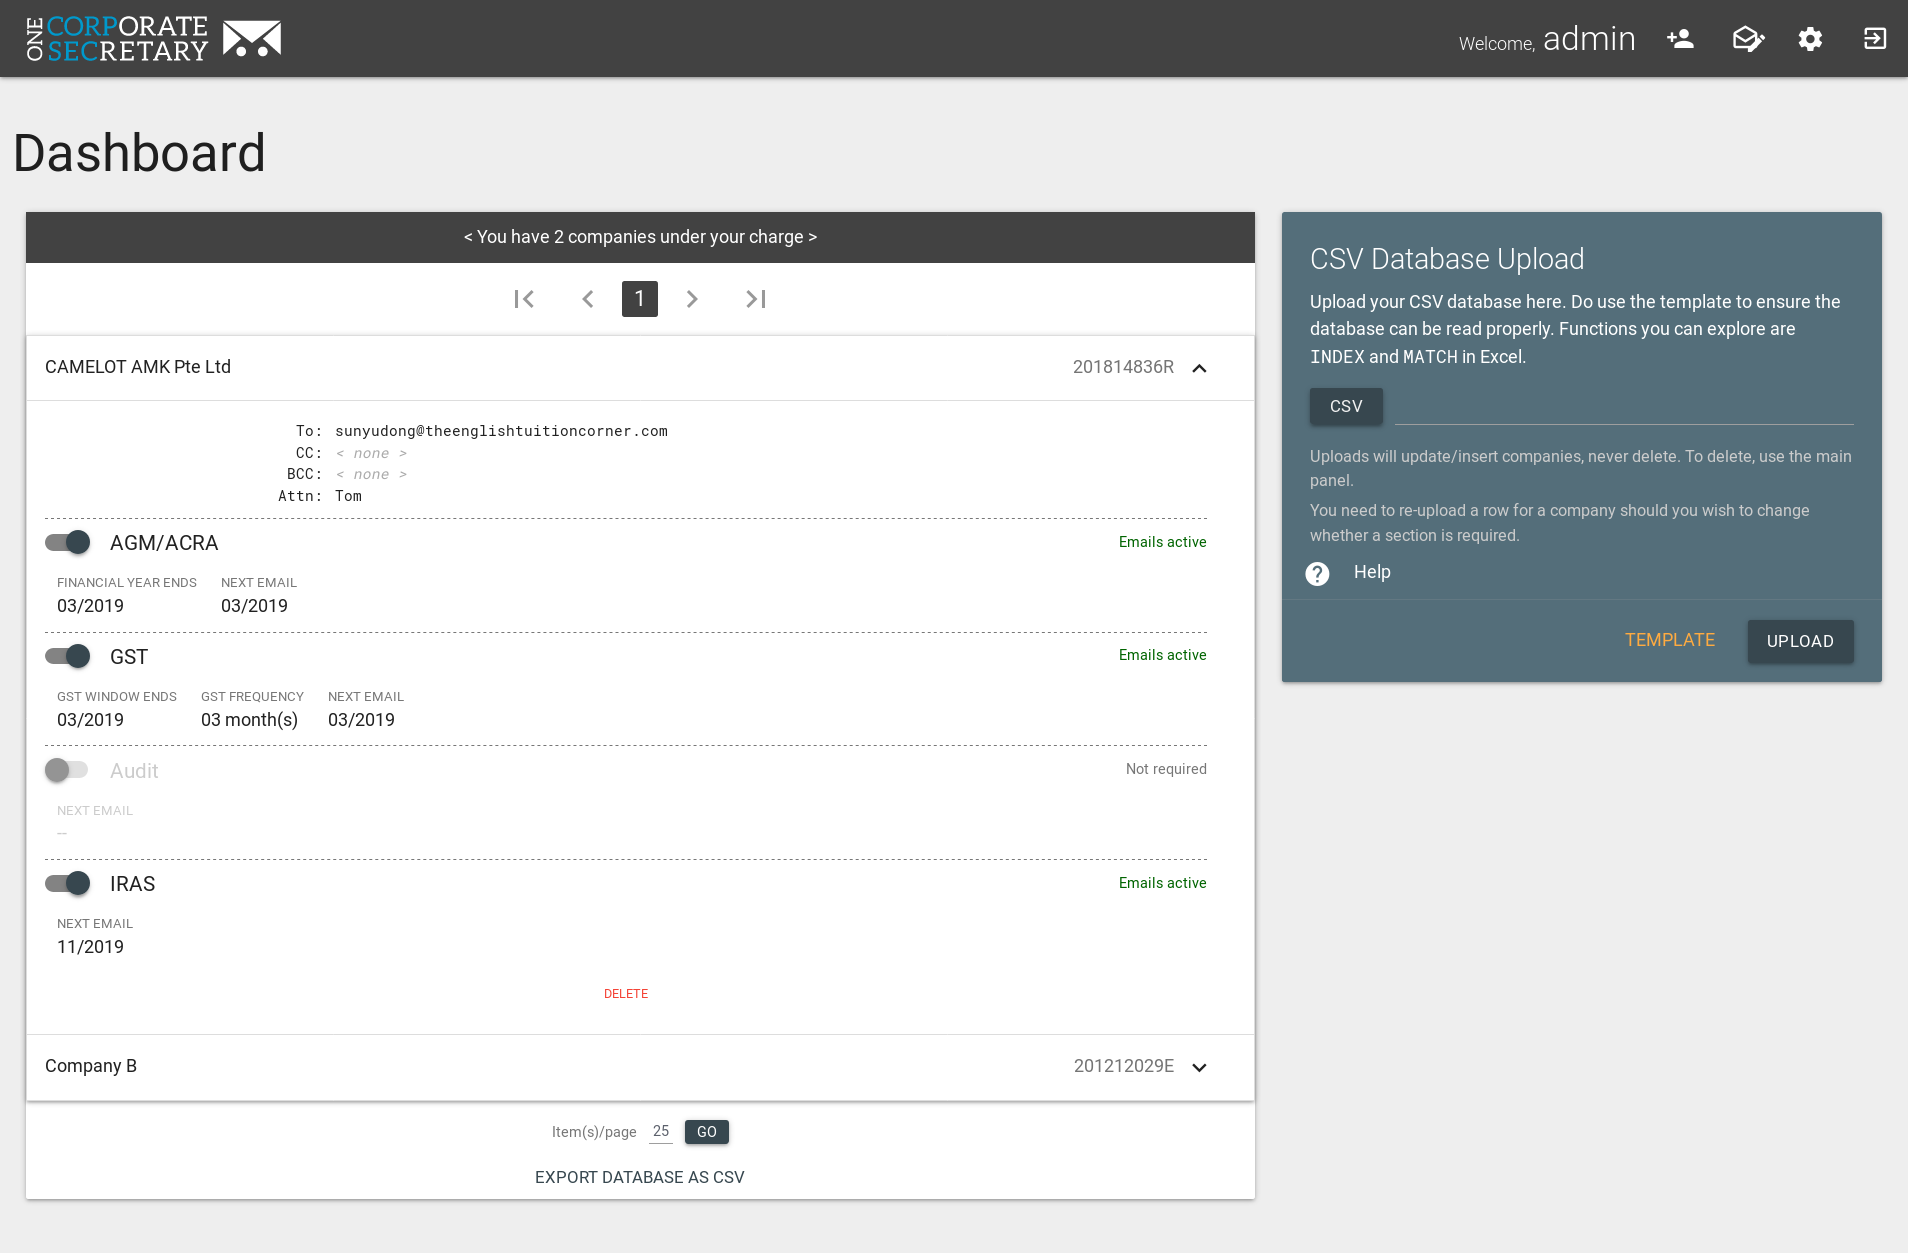 ONE CORPORATE SECRETARY
Welcome, admin
Dashboard
< You have 2 companies under your charge >
1
CAMELOT AMK Pte Ltd 201814836R
To: sunyudong@theenglishtuitioncorner.com
CC: < none >
BCC: < none >
Attn: Tom
AGM/ACRA Emails active
FINANCIAL YEAR ENDS NEXT EMAIL
03/2019 03/2019
GST Emails active
GST WINDOW ENDS GST FREQUENCY NEXT EMAIL
03/2019 03 month(s) 03/2019
Audit Not required
NEXT EMAIL
--
IRAS Emails active
NEXT EMAIL
11/2019
DELETE
Company B 201212029E
Item(s)/page 25 GO
EXPORT DATABASE AS CSV
CSV Database Upload
Upload your CSV database here. Do use the template to ensure the
database can be read properly. Functions you can explore are
INDEX and MATCH in Excel.
CSV
Uploads will update/insert companies, never delete. To delete, use the main
panel.
You need to re-upload a row for a company should you wish to change
whether a section is required.
? Help
TEMPLATE UPLOAD